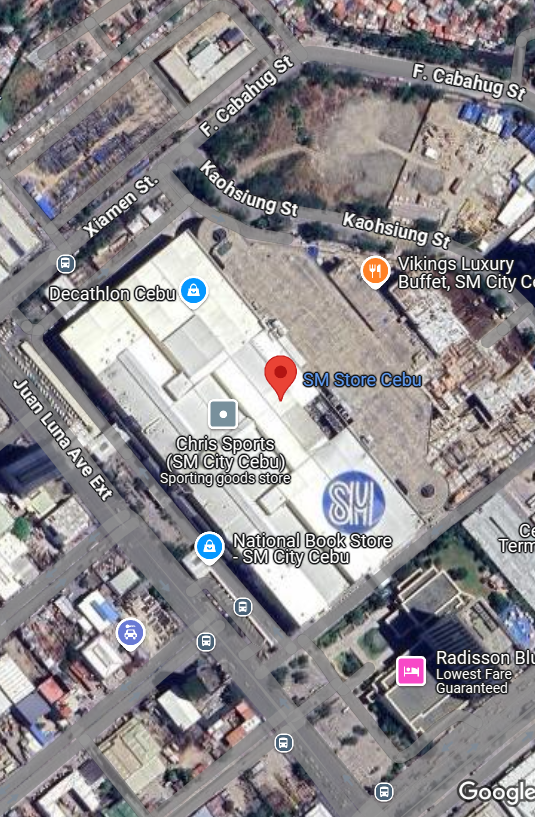 F. Cabahug St
F. Cabahug St
Xiamen St.
Kaohsiung St
Kaohsiung St
Vikings Luxury
Buffet, SM City Ce
Decathlon Cebu
SM Store Cebu
Juan Luna Ave Ext
Chris Sports
(SM City Cebu)
Sporting goods store
SM
National Book Store
- SM City Cebu
Ce
Term
Radisson Blu
Lowest Fare
Guaranteed
Google